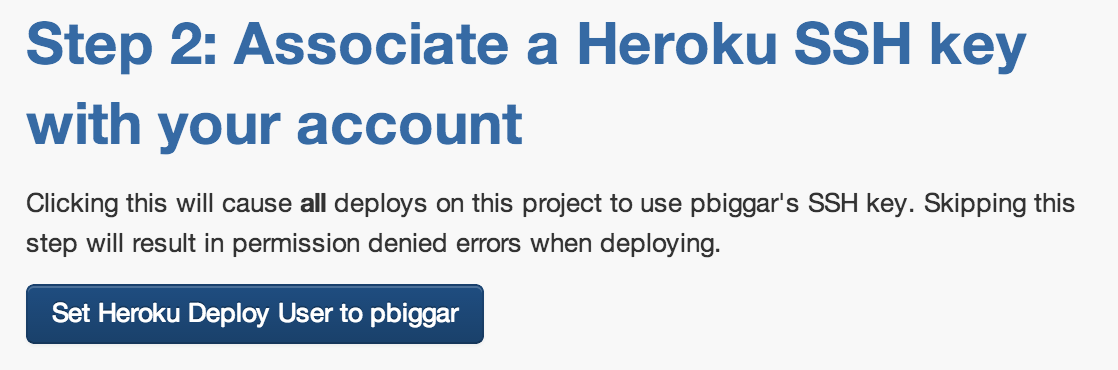 Step 2: Associate a Heroku SSH key
with your account
Clicking this will cause all deploys on this project to use pbiggar's SSH key. Skipping this
step will result in permission denied errors when deploying.
Set Heroku Deploy User to pbiggar